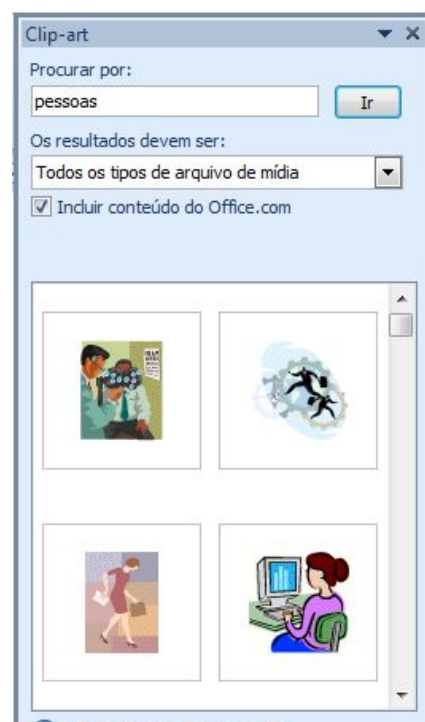 Clip-art
Procurar por:
pessoas
Ir
Os resultados devem ser:
Todos os tipos de arquivo de mídia
Incluir conteúdo do Office.com